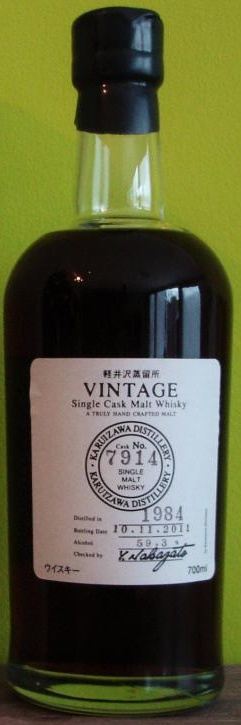 軽井沢蒸留所
VINTAGE
Single Cask Malt Whisky
A TRULY HAND CRAFTED MALT
KARUIZAWA DISTILLERY
Cask No.
7914
SINGLE
MALT
WHISKY
KARUIZAWA DISTILLERY
Distilled in 1984
Bottling Date 10.11.2011
Alcohol 59.3 %
Checked by Y. Nakazato
ウイスキー 700ml